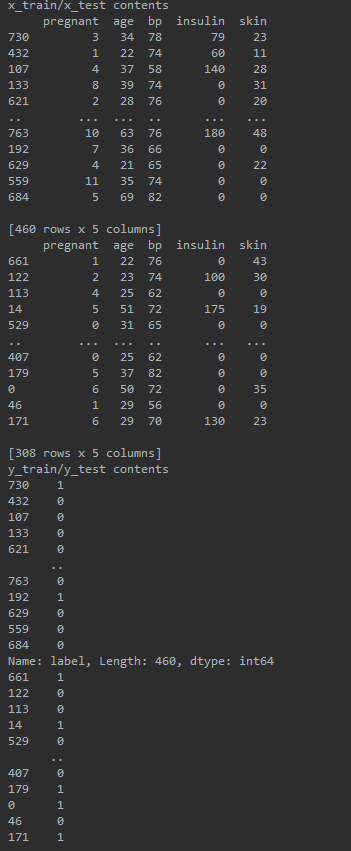 x_train/x_test contents
     pregnant  age  bp  insulin  skin
730         3   34  78       79    23
432         1   22  74       60    11
107         4   37  58      140    28
133         8   39  74        0    31
621         2   28  76        0    20
..        ...  ...  ..      ...   ...
763        10   63  76      180    48
192         7   36  66        0     0
629         4   21  65        0    22
559        11   35  74        0     0
684         5   69  82        0     0
[460 rows x 5 columns]
     pregnant  age  bp  insulin  skin
661         1   22  76        0    43
122         2   23  74      100    30
113         4   25  62        0     0
14          5   51  72      175    19
529         0   31  65        0     0
..        ...  ...  ..      ...   ...
407         0   25  62        0     0
179         5   37  82        0     0
0           6   50  72        0    35
46          1   29  56        0     0
171         6   29  70      130    23
[308 rows x 5 columns]
y_train/y_test contents
730    1
432    0
107    0
133    0
621    0
      ..
763    0
192    1
629    0
559    0
684    0
Name: label, Length: 460, dtype: int64
661    1
122    0
113    0
14     1
529    0
      ..
407    0
179    1
0      1
46     0
171    1